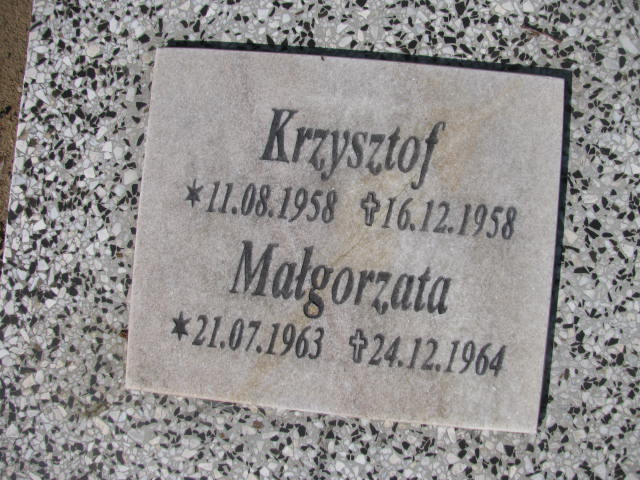 Krzysztof
*11.08.1958 ✝16.12.1958
Małgorzata
*21.07.1963 ✝24.12.1964